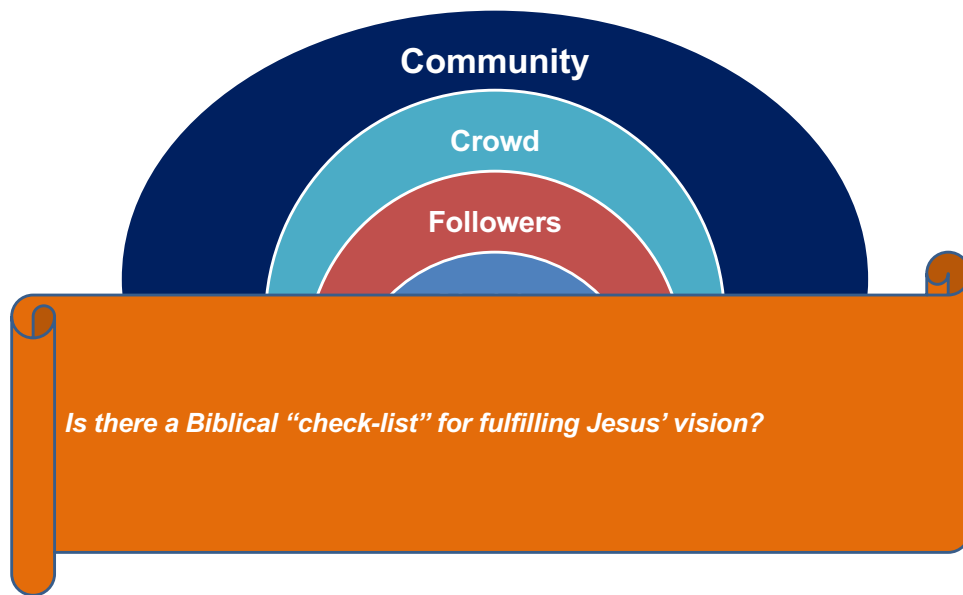 Community
Crowd
Followers
Is there a Biblical “check-list” for fulfilling Jesus’ vision?